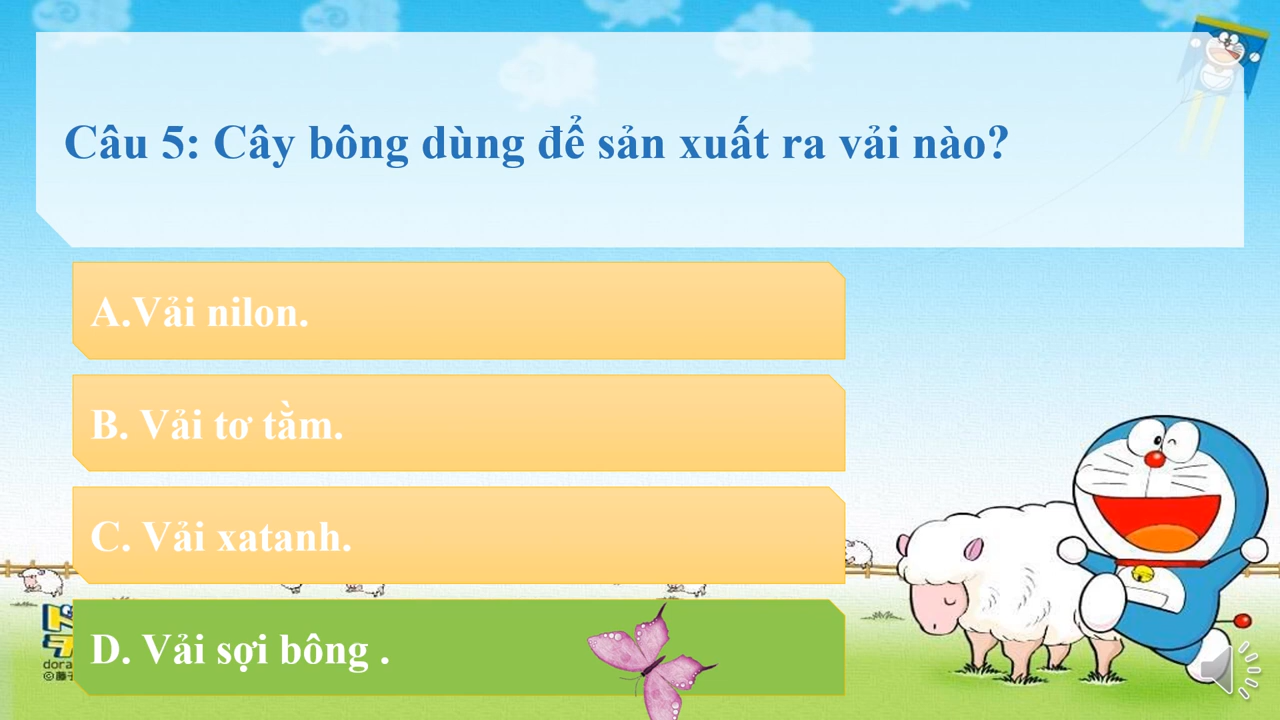 Câu 5: Cây bông dùng để sản xuất ra vải nào?
A.Vải nilon.
B. Vải tơ tằm.
C. Vải xatanh.
D. Vải sợi bông .
dora